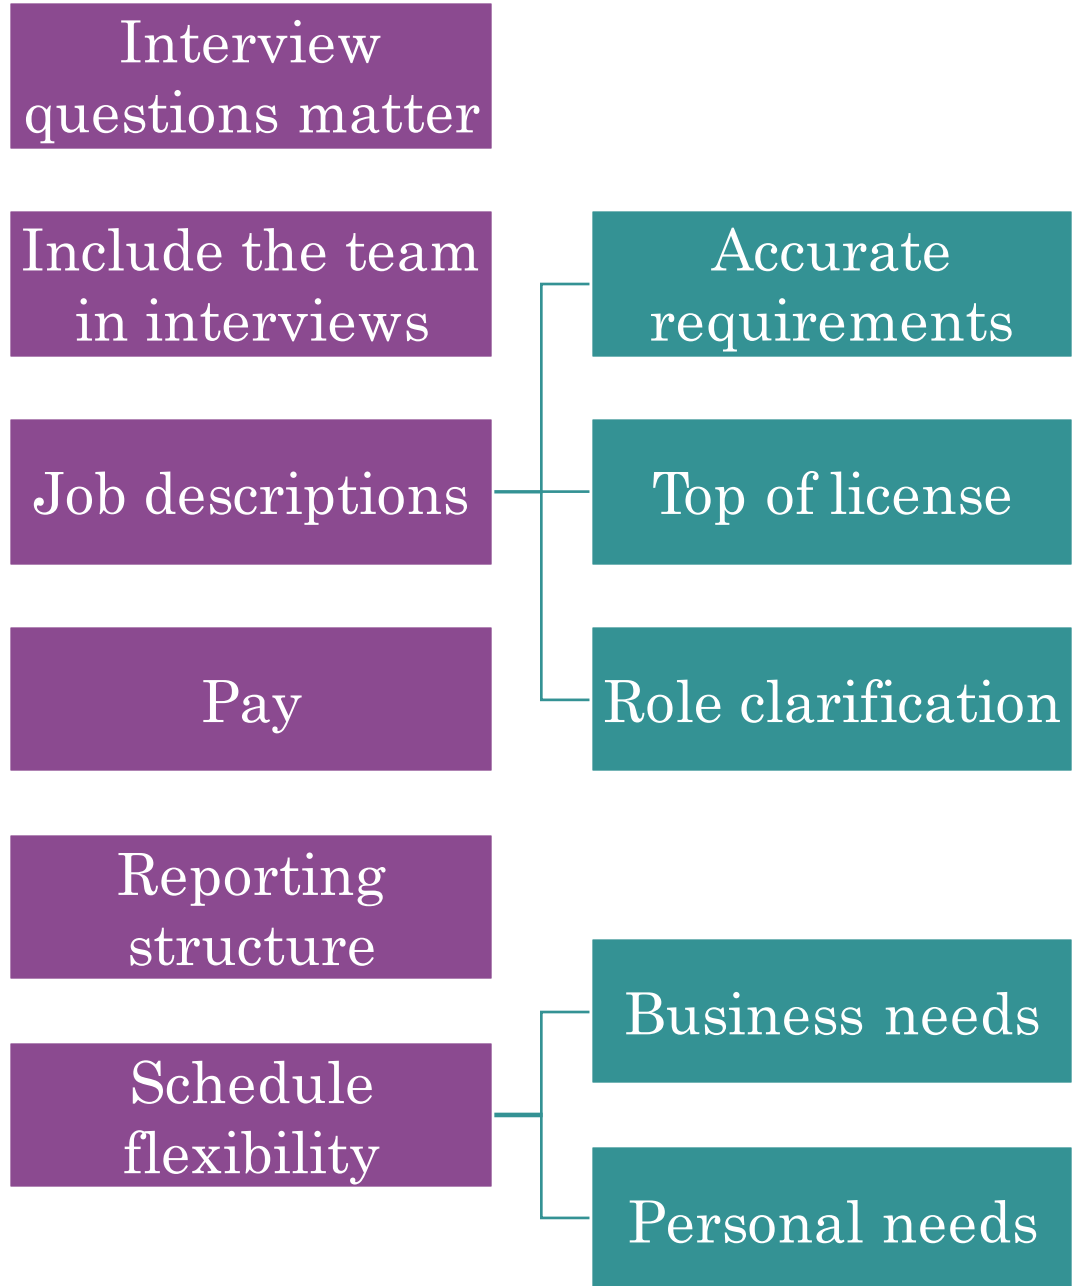 Interview
questions matter
Include the team
in interviews
Job descriptions
Accurate
requirements
Top of license
Role clarification
Pay
Reporting
structure
Schedule
flexibility
Business needs
Personal needs